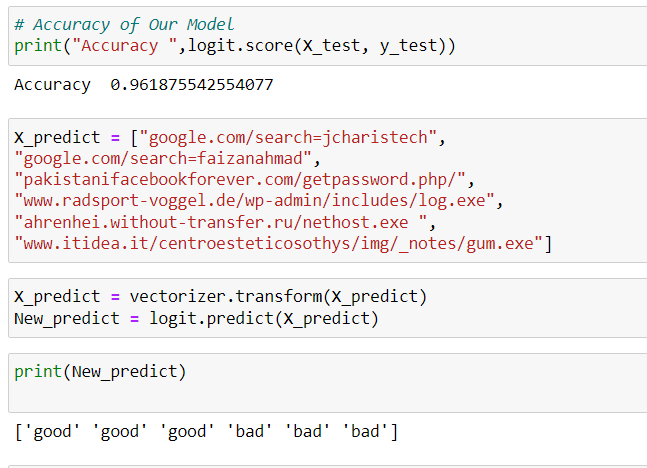 # Accuracy of Our Model
print("Accuracy ",logit.score(X_test, y_test))
Accuracy  0.961875542554077
X_predict = ["google.com/search=jcharistech",
"google.com/search=faizanahmad",
"pakistanifacebookforever.com/getpassword.php/",
"www.radsport-voggel.de/wp-admin/includes/log.exe",
"ahrenhei.without-transfer.ru/nethost.exe ",
"www.itidea.it/centroesteticosothys/img/_notes/gum.exe"]
X_predict = vectorizer.transform(X_predict)
New_predict = logit.predict(X_predict)
print(New_predict)
['good' 'good' 'good' 'bad' 'bad' 'bad']